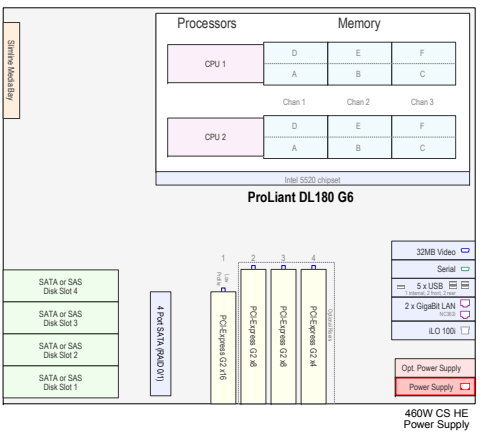 Processors
Memory
Slimline Media Bay
CPU 1
D
E
F
A
B
C
Chan 1
Chan 2
Chan 3
CPU 2
D
E
F
A
B
C
Intel 5520 chipset
ProLiant DL180 G6
1
2
3
4
Low
Profile
PCI-Express G2 x16
PCI-Express G2 x8
PCI-Express G2 x8
PCI-Express G2 x4
Optional Risers
4 Port SATA (RAID 0/1)
SATA or SAS
Disk Slot 4
SATA or SAS
Disk Slot 3
SATA or SAS
Disk Slot 2
SATA or SAS
Disk Slot 1
32MB Video
Serial
5 x USB
1 internal, 2 front, 2 rear
2 x GigaBit LAN
NC362i
iLO 100i
Opt. Power Supply
Power Supply
460W CS HE
Power Supply